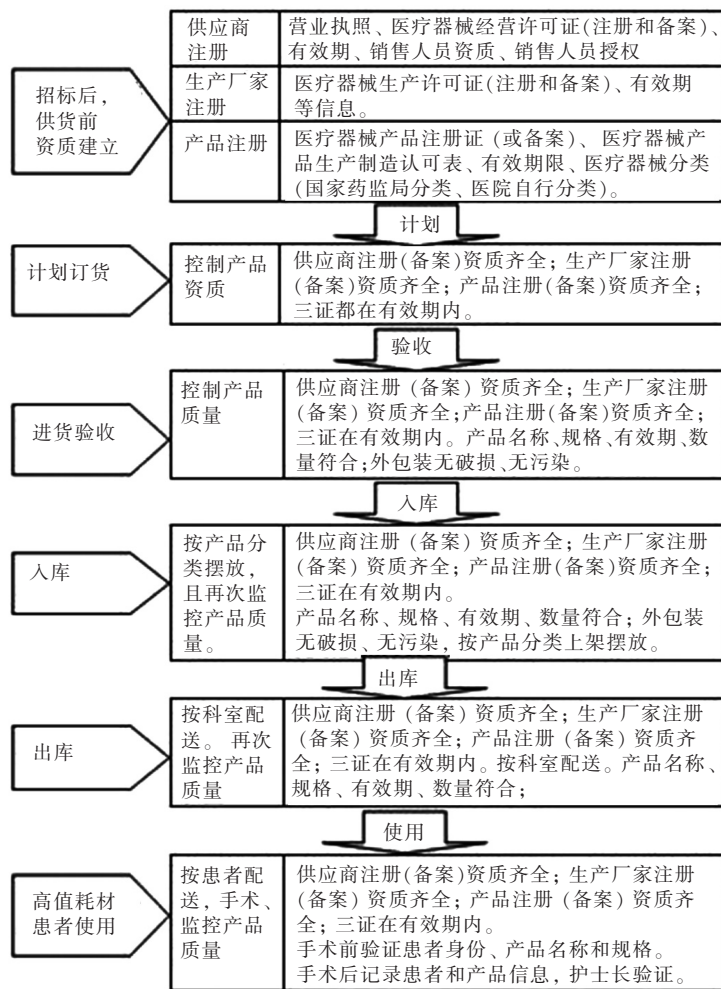 招标后，
供货前
资质建立
供应商
注册
营业执照、医疗器械经营许可证(注册和备案)、
有效期、销售人员资质、销售人员授权
生产厂家
注册
医疗器械生产许可证(注册和备案)、有效期
等信息。
产品注册
医疗器械产品注册证 (或备案)、 医疗器械产
品生产制造认可表、有效期限、医疗器械分类
(国家药监局分类、医院自行分类)。
计划
计划订货
控制产品
资质
供应商注册(备案)资质齐全; 生产厂家注册
(备案)资质齐全; 产品注册(备案)资质齐全;
三证都在有效期内。
验收
进货验收
控制产品
质量
供应商注册 (备案) 资质齐全; 生产厂家注册
(备案) 资质齐全;产品注册(备案)资质齐全;
三证在有效期内。产品名称、规格、有效期、数
量符合;外包装无破损、无污染。
入库
入库
按产品分
类摆放，
且再次监
控产品质
量。
供应商注册 (备案) 资质齐全; 生产厂家注册
(备案)资质齐全; 产品注册(备案)资质齐全;
三证在有效期内。
产品名称、规格、有效期、数量符合; 外包装
无破损、无污染, 按产品分类上架摆放。
出库
出库
按科室配
送。 再次
监控产品
质量
供应商注册 (备案) 资质齐全; 生产厂家注册
(备案) 资质齐全; 产品注册 (备案) 资质齐
全; 三证在有效期内。按科室配送。产品名称、
规格、有效期、数量符合;
使用
高值耗材
患者使用
按患者配
送, 手术、
监控产品
质量
供应商注册(备案)资质齐全; 生产厂家注册
(备案) 资质齐全; 产品注册 (备案) 资质齐
全; 三证在有效期内。
手术前验证患者身份、产品名称和规格。
手术后记录患者和产品信息, 护士长验证。